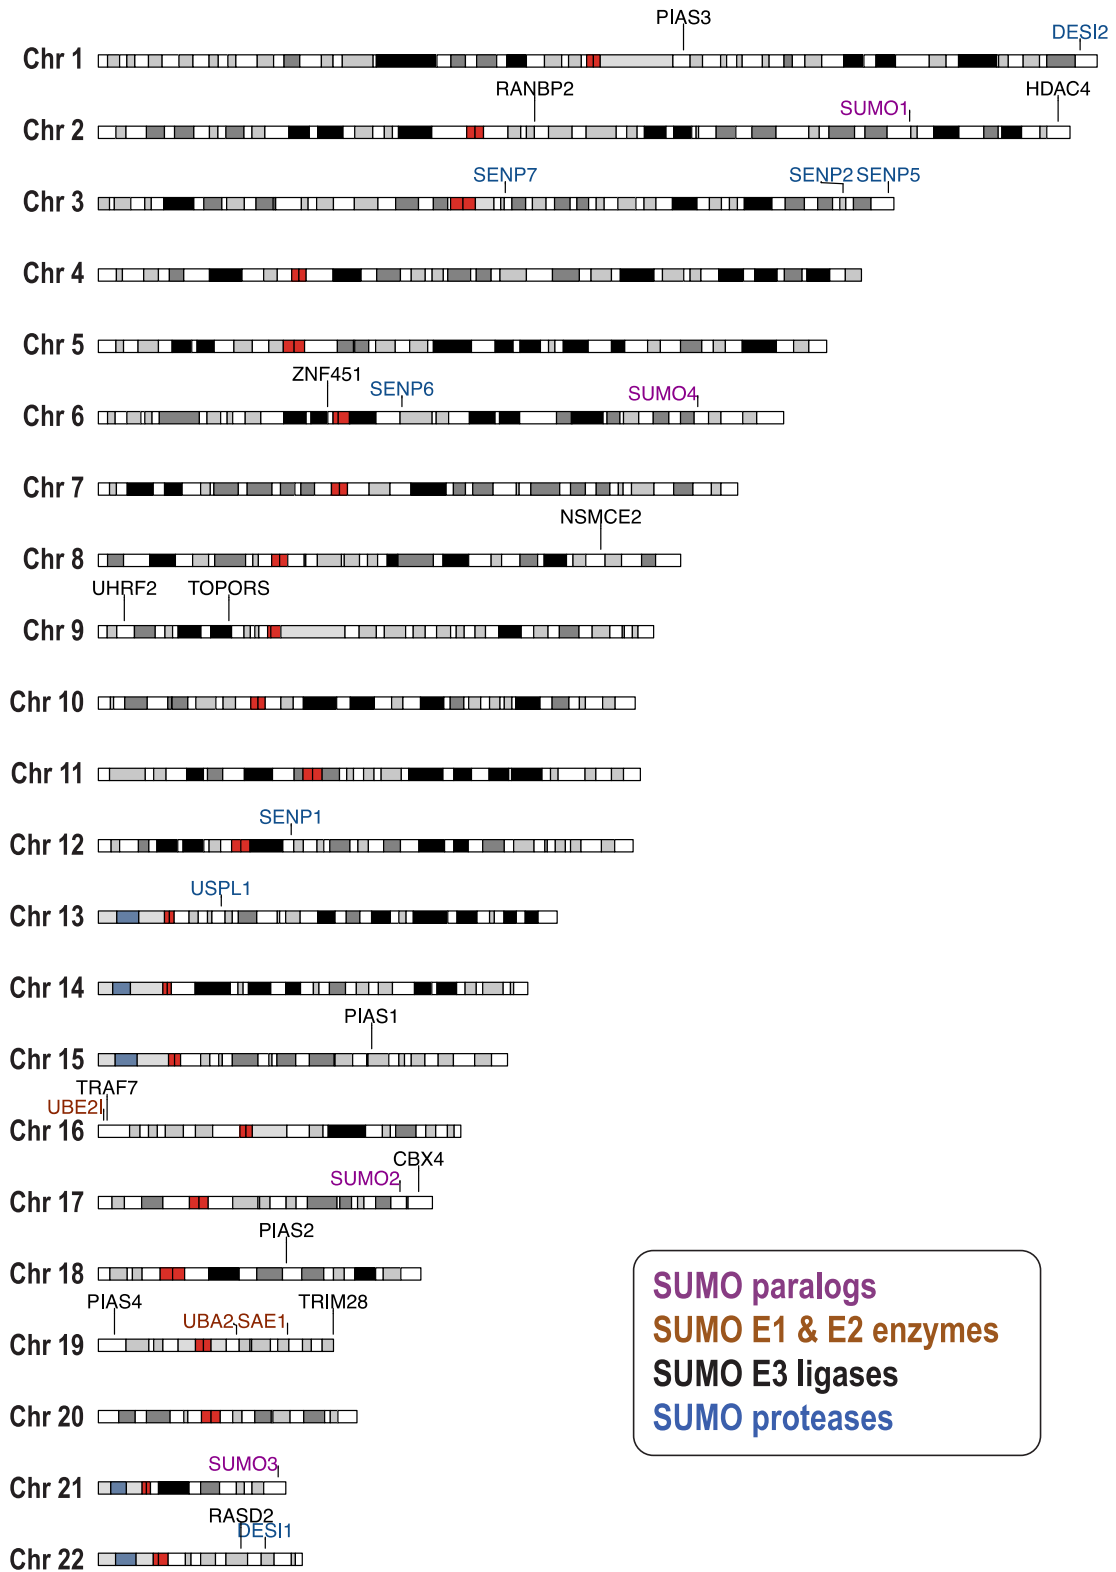 PIAS3
DESI2
Chr 1
RANBP2
SUMO1
HDAC4
Chr 2
SENP7
SENP2
SENP5
Chr 3
Chr 4
Chr 5
ZNF451
SENP6
SUMO4
Chr 6
Chr 7
NSMCE2
Chr 8
UHRF2
TOPORS
Chr 9
Chr 10
Chr 11
SENP1
Chr 12
USPL1
Chr 13
Chr 14
PIAS1
Chr 15
TRAF7
UBE2I
Chr 16
CBX4
SUMO2
Chr 17
PIAS2
Chr 18
PIAS4
UBA2
SAE1
TRIM28
Chr 19
Chr 20
SUMO3
Chr 21
RASD2
DESI1
Chr 22
SUMO paralogs
SUMO E1 & E2 enzymes
SUMO E3 ligases
SUMO proteases